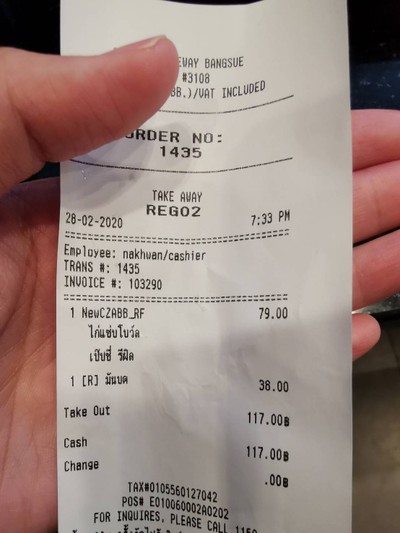 EWAY BANGSUE
#3108
BB.)/VAT INCLUDED
ORDER NO:
1435
TAKE AWAY
REG02
28-02-2020 7:33 PM
Employee: nakhuan/cashier
TRANS #: 1435
INVOICE #: 103290
1 NewCZABB_RF 79.00
ไก่แซ่บโบว์ล
เป๊บซี่ รีฟิล
1 [R] มันบด 38.00
Take Out 117.00฿
Cash 117.00฿
Change .00฿
TAX#0105560127042
POS# E010060002A0202
FOR INQUIRES, PLEASE CALL 1150